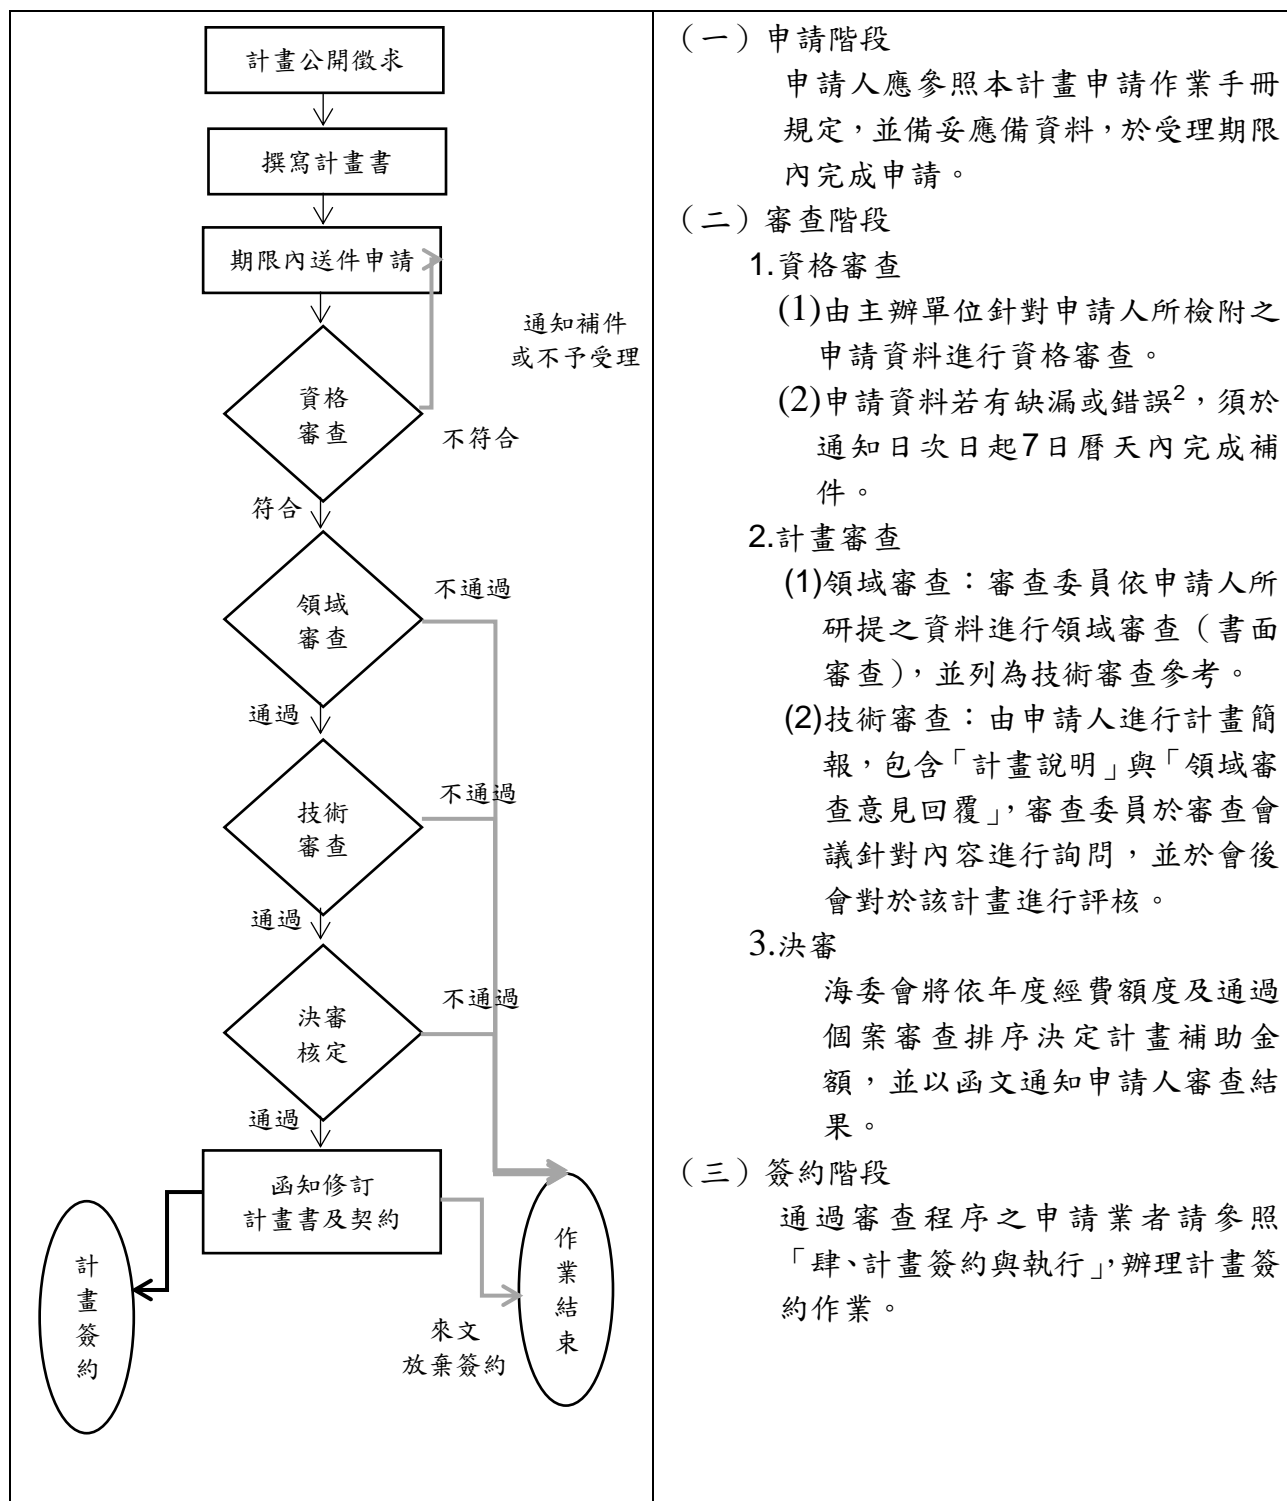 計畫公開徵求
撰寫計畫書
期限內送件申請
通知補件
或不予受理
資格
審查
不符合
符合
領域
審查
不通過
通過
技術
審查
不通過
通過
決審
核定
不通過
通過
函知修訂
計畫書及契約
計
畫
簽
約
作
業
結
束
來文
放棄簽約
（一）申請階段
申請人應參照本計畫申請作業手冊
規定，並備妥應備資料，於受理期限
內完成申請。
（二）審查階段
1.資格審查
(1)由主辦單位針對申請人所檢附之
申請資料進行資格審查。
(2)申請資料若有缺漏或錯誤2，須於
通知日次日起7日曆天內完成補
件。
2.計畫審查
(1)領域審查：審查委員依申請人所
研提之資料進行領域審查（書面
審查），並列為技術審查參考。
(2)技術審查：由申請人進行計畫簡
報，包含「計畫說明」與「領域審
查意見回覆」，審查委員於審查會
議針對內容進行詢問，並於會後
會對於該計畫進行評核。
3.決審
海委會將依年度經費額度及通過
個案審查排序決定計畫補助金
額，並以函文通知申請人審查結
果。
（三）簽約階段
通過審查程序之申請業者請參照
「肆、計畫簽約與執行」，辦理計畫簽
約作業。